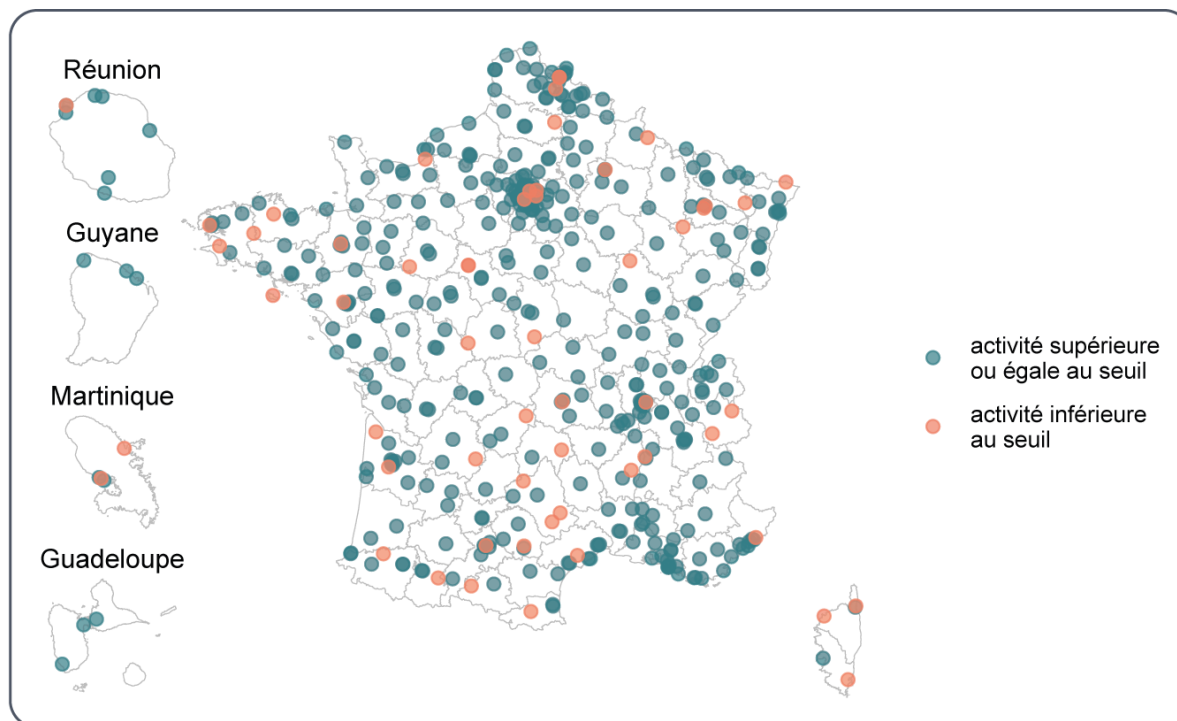 Réunion
Guyane
Martinique
Guadeloupe
activité supérieure
ou égale au seuil
activité inférieure
au seuil